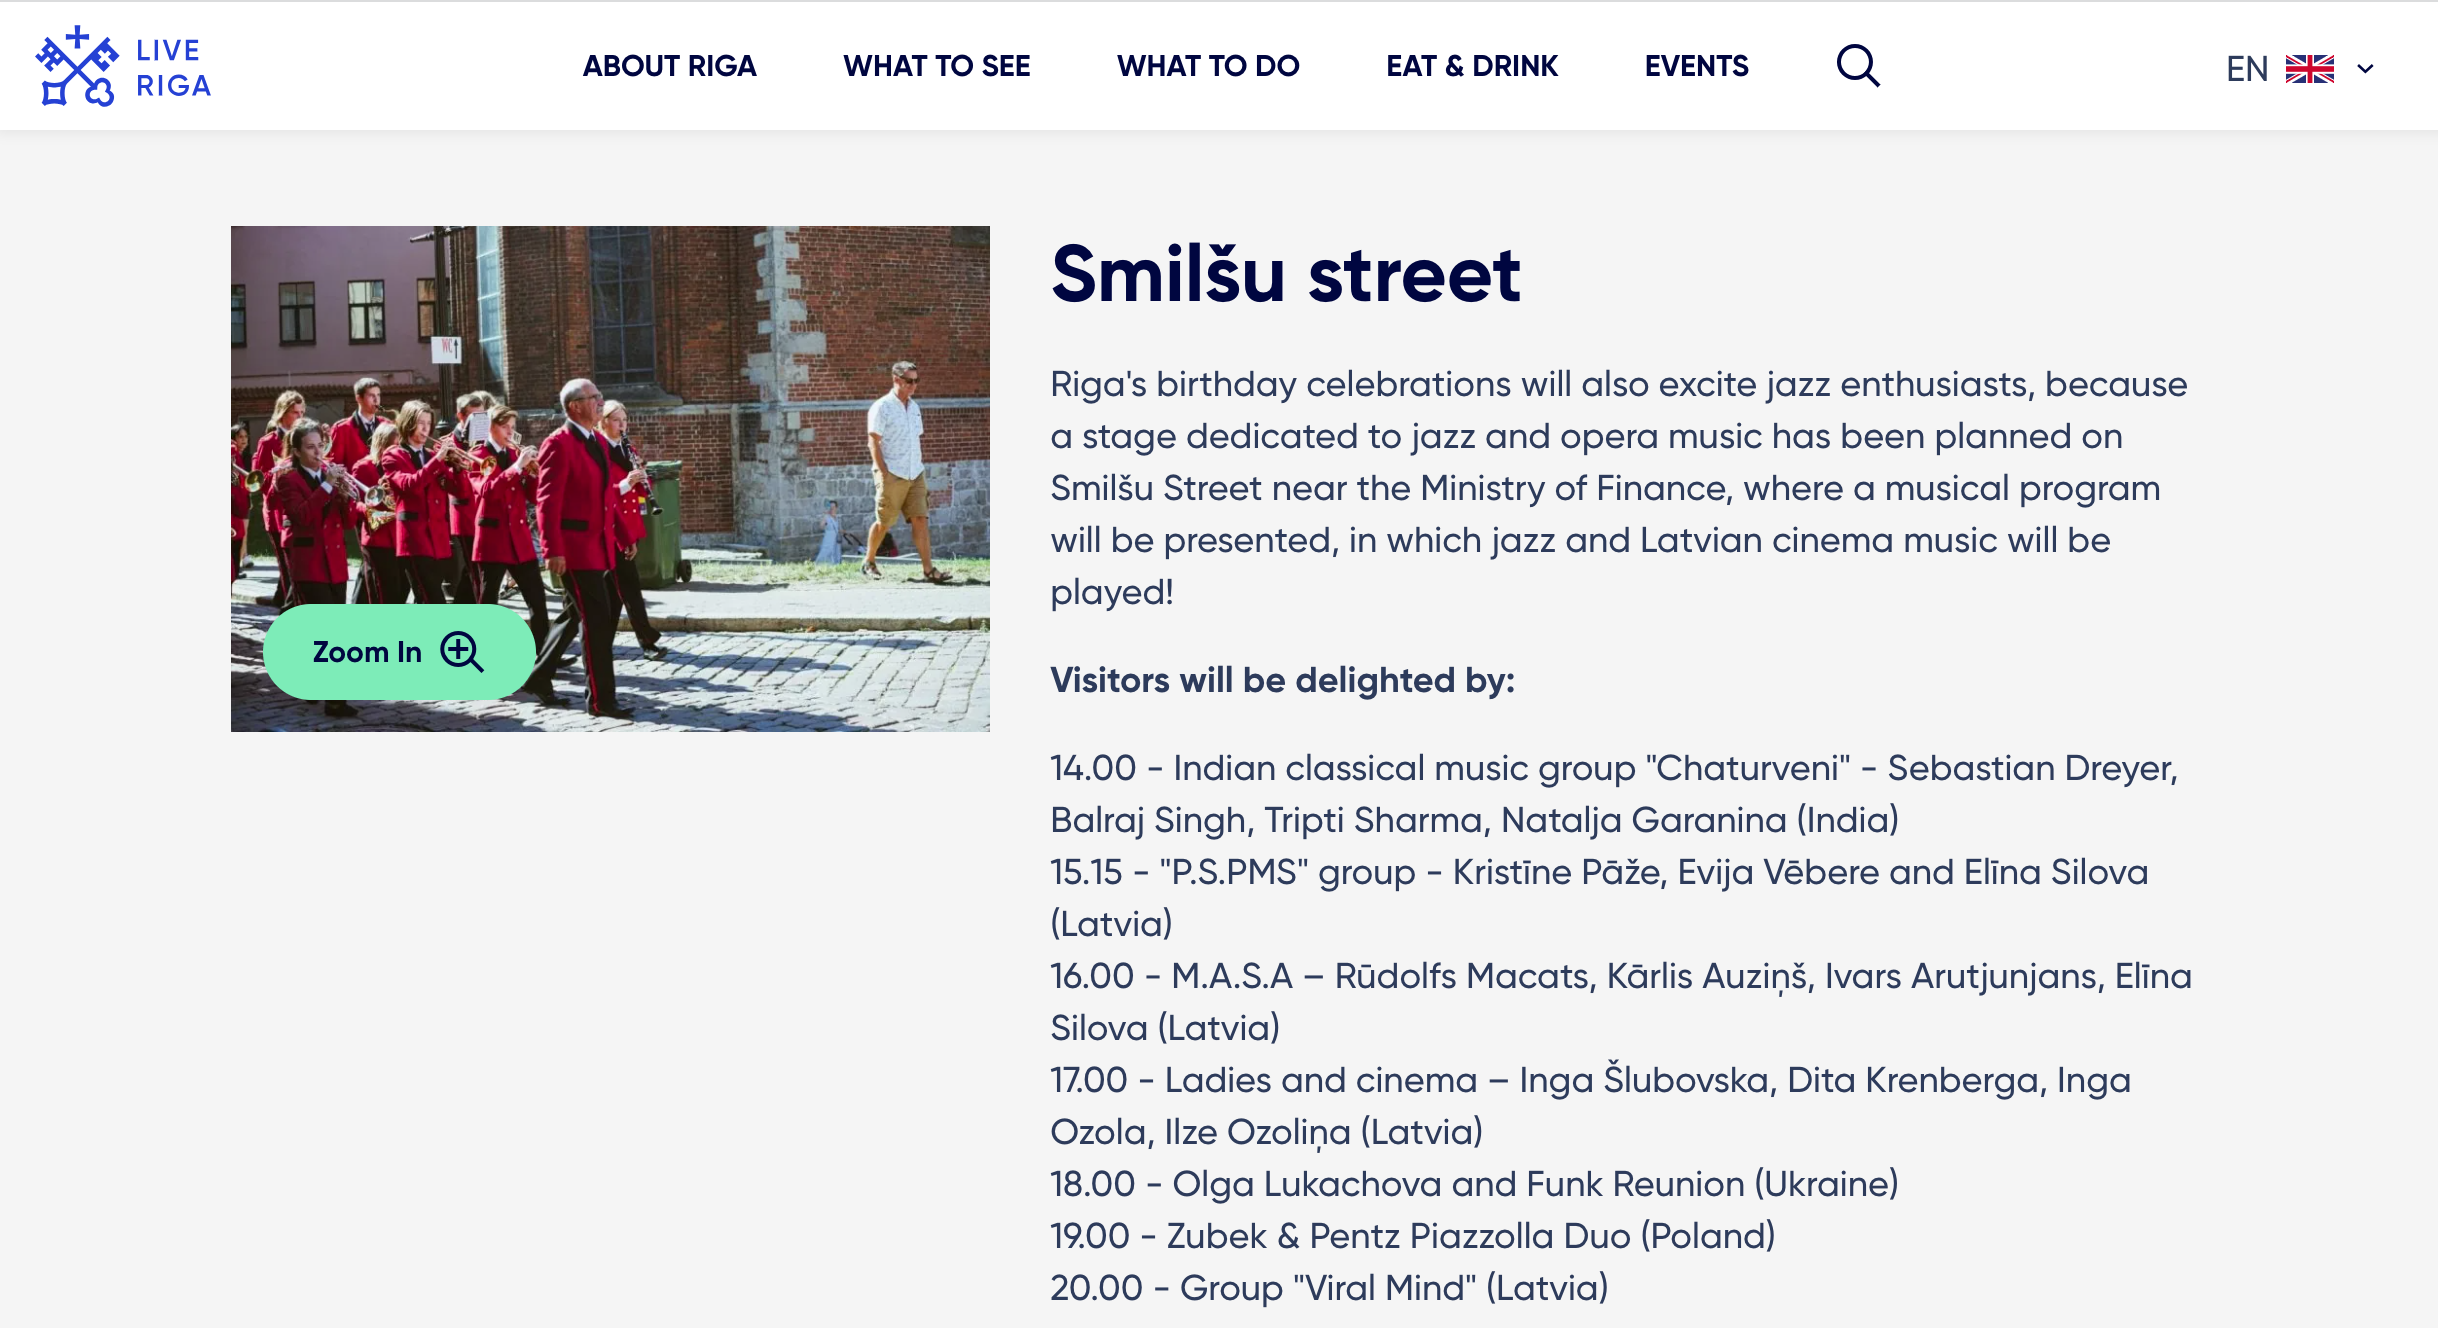 LIVE
RIGA
ABOUT RIGA
WHAT TO SEE
WHAT TO DO
EAT & DRINK
EVENTS
EN
WC
Zoom In
Smilšu street
Riga's birthday celebrations will also excite jazz enthusiasts, because
a stage dedicated to jazz and opera music has been planned on
Smilšu Street near the Ministry of Finance, where a musical program
will be presented, in which jazz and Latvian cinema music will be
played!
Visitors will be delighted by:
14.00 - Indian classical music group "Chaturveni" - Sebastian Dreyer,
Balraj Singh, Tripti Sharma, Natalja Garanina (India)
15.15 - "P.S.PMS" group - Kristīne Pāže, Evija Vēbere and Elīna Silova
(Latvia)
16.00 - M.A.S.A – Rūdolfs Macats, Kārlis Auziņš, Ivars Arutjunjans, Elīna
Silova (Latvia)
17.00 - Ladies and cinema – Inga Šlubovska, Dita Krenberga, Inga
Ozola, Ilze Ozoliņa (Latvia)
18.00 - Olga Lukachova and Funk Reunion (Ukraine)
19.00 - Zubek & Pentz Piazzolla Duo (Poland)
20.00 - Group "Viral Mind" (Latvia)